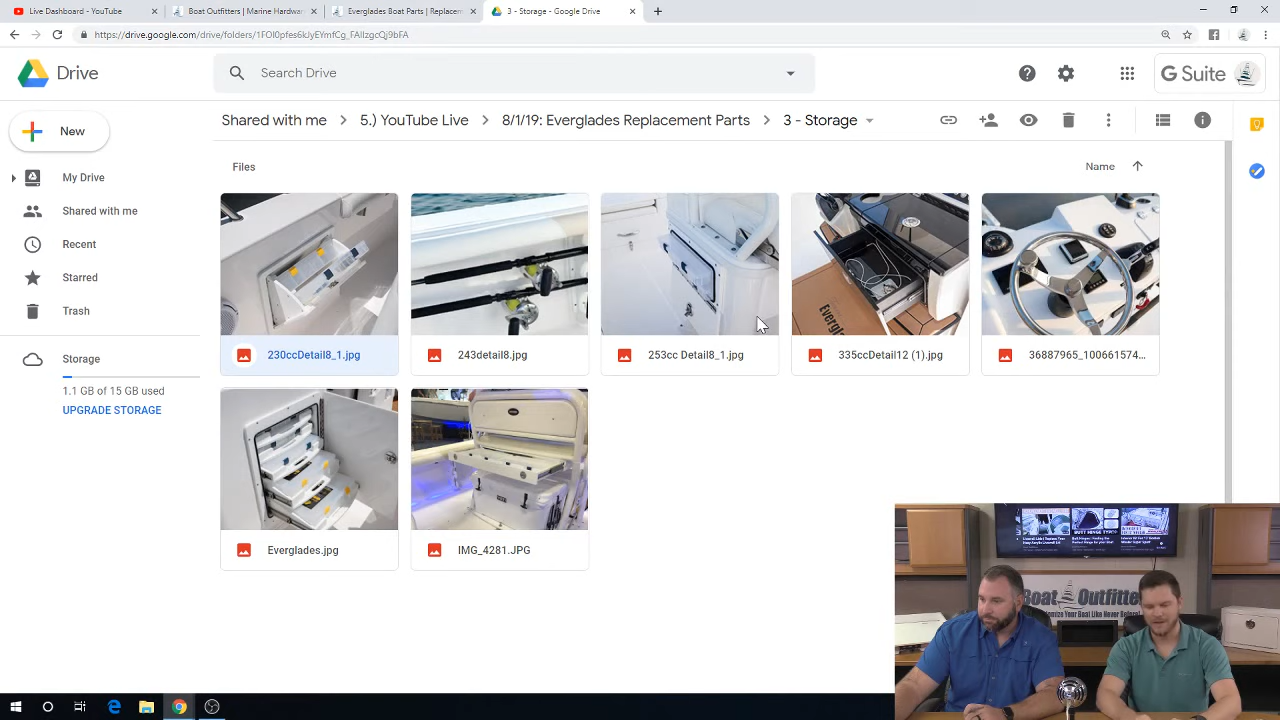 Live Dashboard - YouTube
Boat Outfitters | Marine Hardwar
Everglades Boat Parts | Replacem
3 - Storage - Google Drive
https://drive.google.com/drive/folders/1FOl0pfes6kJyEYmfCg_FAIlzgcQj9bFA
Drive
Search Drive
G Suite
New
Shared with me > 5.) YouTube Live > 8/1/19: Everglades Replacement Parts > 3 - Storage
Files
Name
My Drive
Shared with me
Recent
Starred
Trash
Storage
1.1 GB of 15 GB used
UPGRADE STORAGE
230ccDetail8_1.jpg
243detail8.jpg
253cc Detail8_1.jpg
335ccDetail12 (1).jpg
36887965_100661574...
Everglades.jpg
IMG_4281.JPG
Boat Outfitte